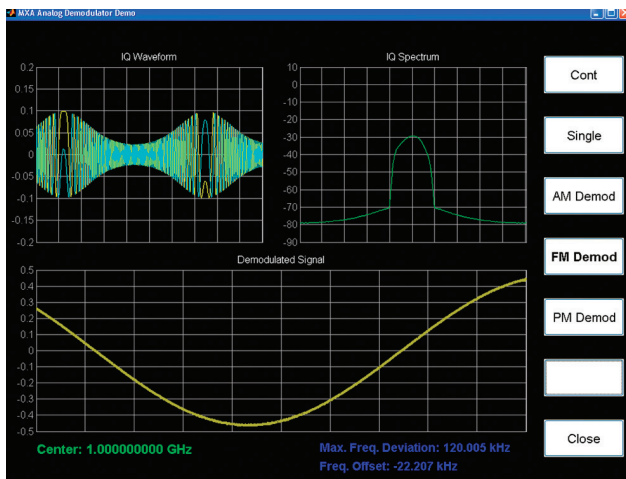 MXA Analog Demodulator Demo
IQ Waveform
0.2
0.15
0.1
0.05
0
-0.05
-0.1
-0.15
-0.2
IQ Spectrum
10
0
-10
-20
-30
-40
-50
-60
-70
-80
-90
Demodulated Signal
0.5
0.4
0.3
0.2
0.1
0
-0.1
-0.2
-0.3
-0.4
-0.5
Center: 1.000000000 GHz
Max. Freq. Deviation: 120.005 kHz
Freq. Offset: -22.207 kHz
Cont
Single
AM Demod
FM Demod
PM Demod
Close